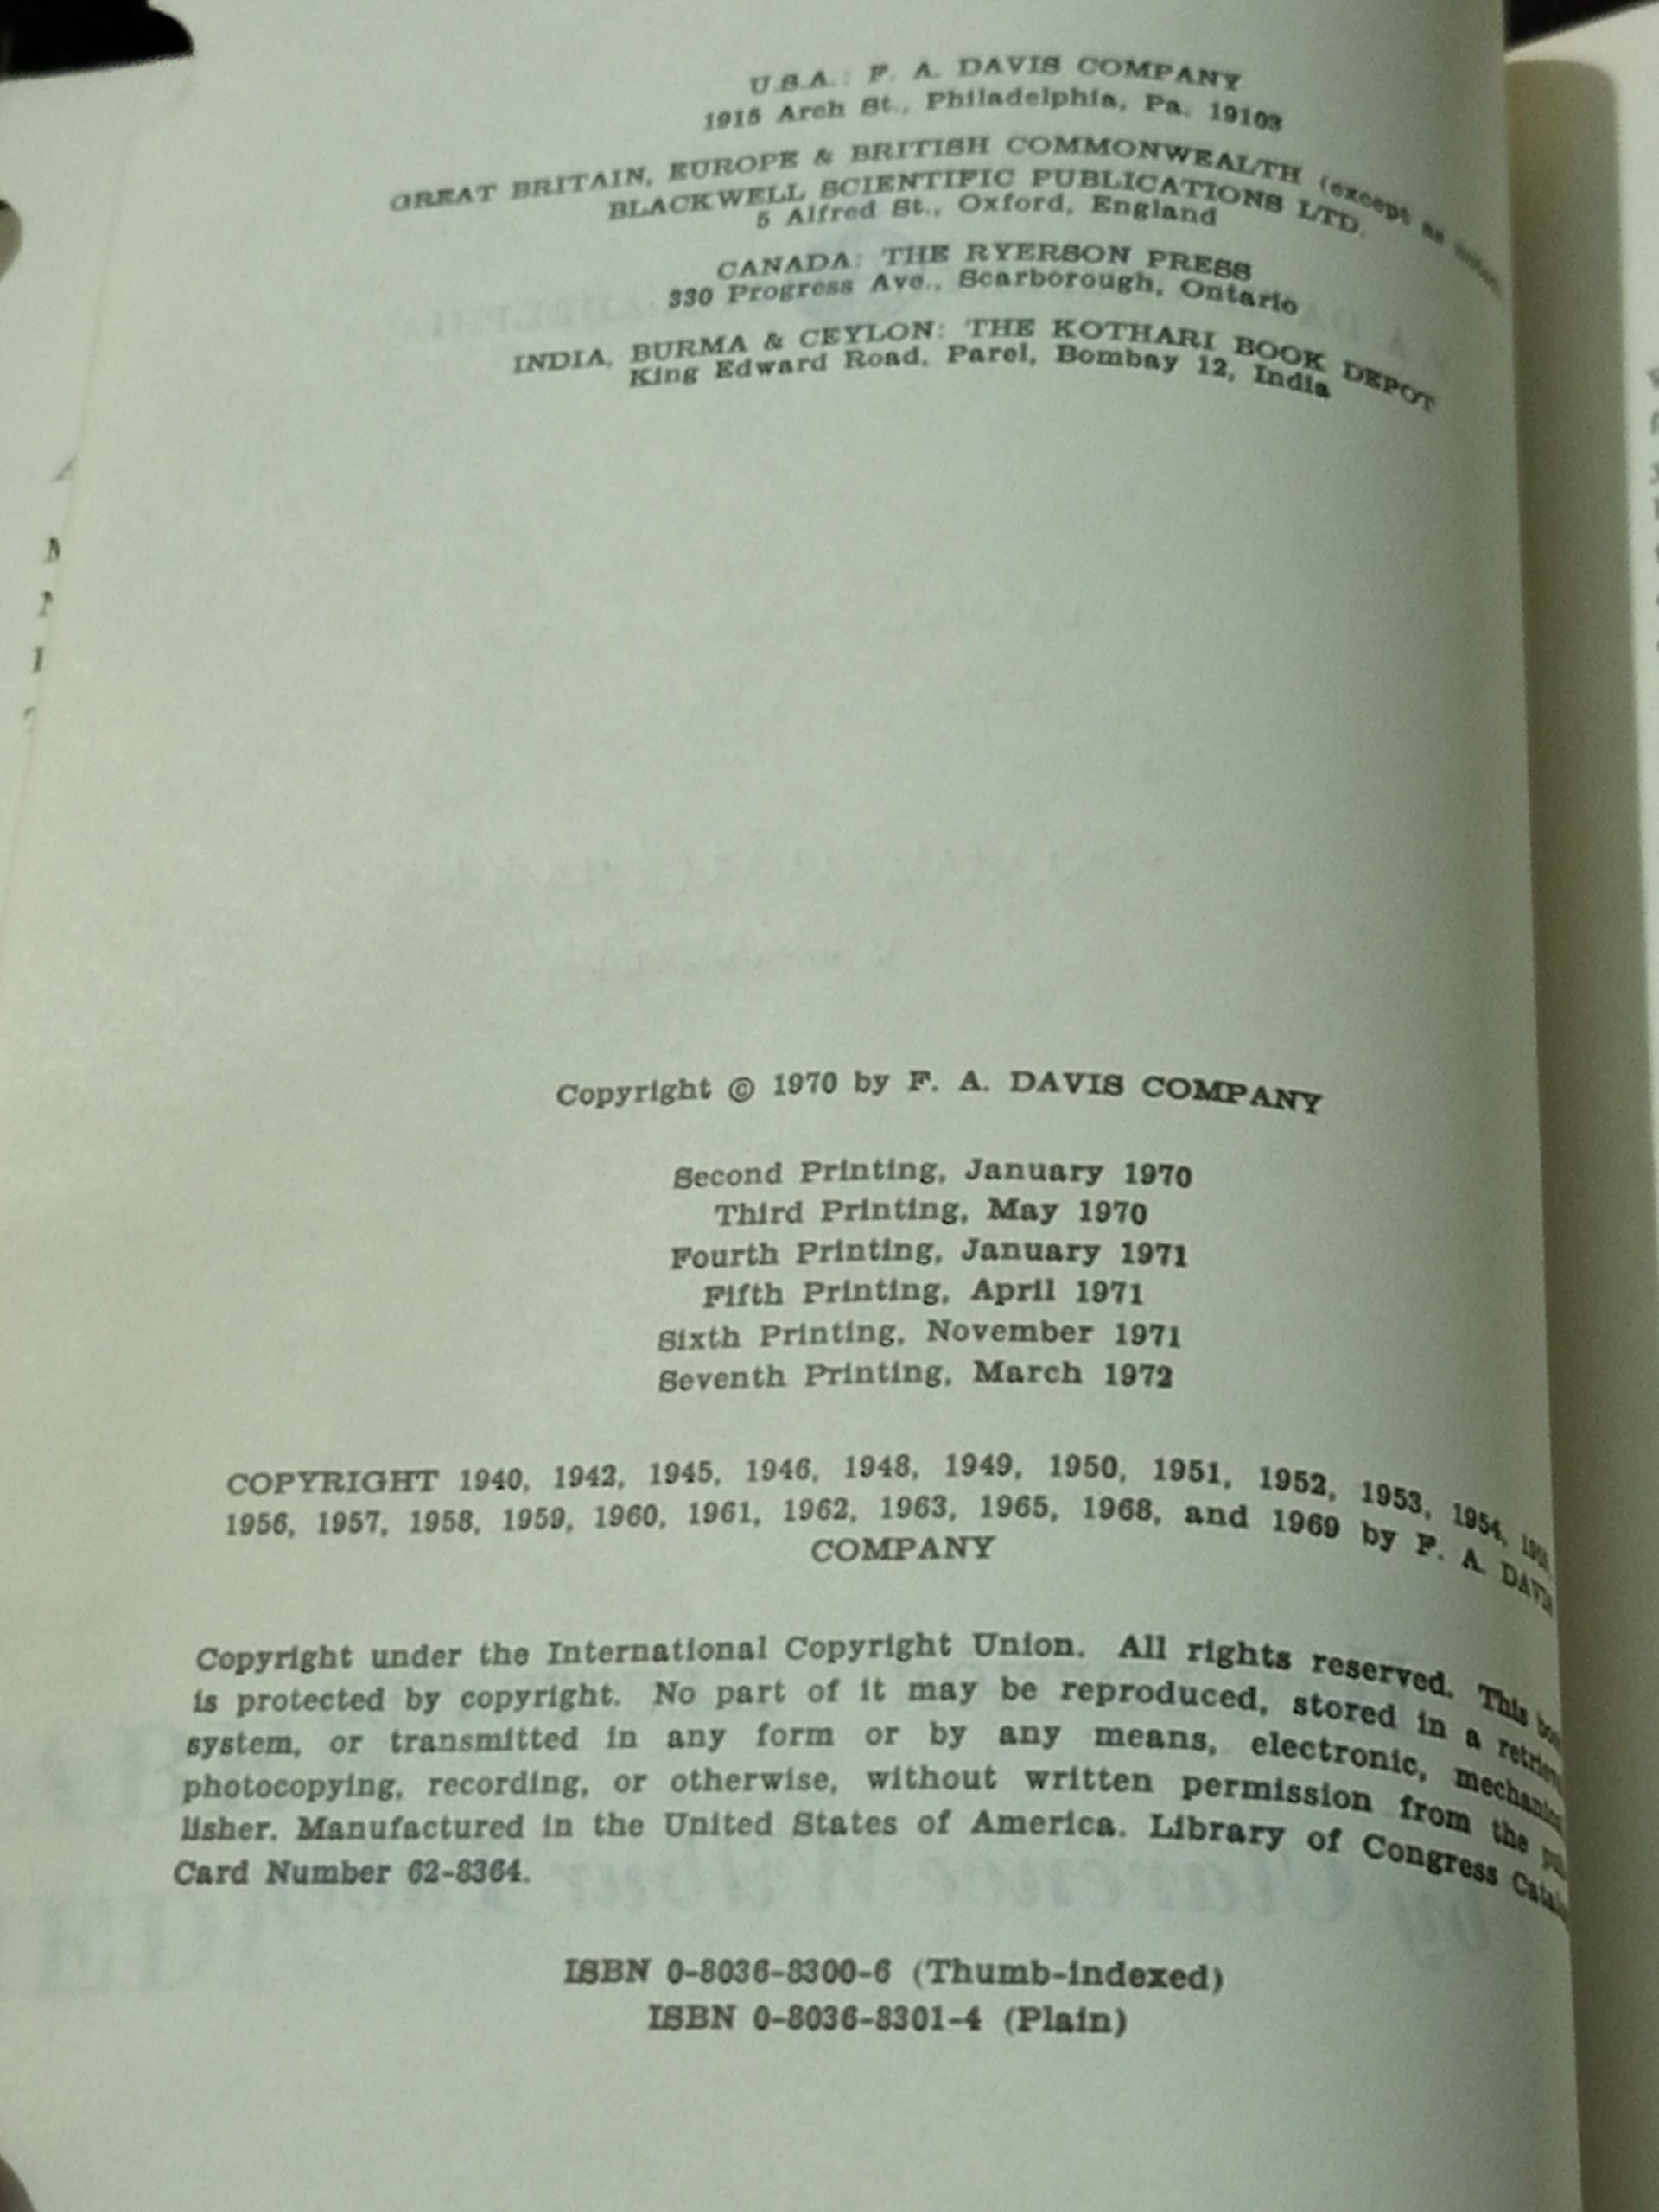 U.S.A.: F. A. DAVIS COMPANY
1915 Arch St., Philadelphia, Pa. 19103
GREAT BRITAIN, EUROPE & BRITISH COMMONWEALTH (except as
BLACKWELL SCIENTIFIC PUBLICATIONS LTD.
5 Alfred St., Oxford, England
CANADA: THE RYERSON PRESS
330 Progress Ave., Scarborough, Ontario
INDIA, BURMA & CEYLON: THE KOTHARI BOOK DEPOT
King Edward Road, Parel, Bombay 12, India
Copyright © 1970 by F. A. DAVIS COMPANY
Second Printing, January 1970
Third Printing, May 1970
Fourth Printing, January 1971
Fifth Printing, April 1971
Sixth Printing, November 1971
Seventh Printing, March 1972
COPYRIGHT 1940, 1942, 1945, 1946, 1948, 1949, 1950, 1951, 1952, 1953, 1954,
1956, 1957, 1958, 1959, 1960, 1961, 1962, 1963, 1965, 1968, and 1969 by F. A. DAVIS
COMPANY
Copyright under the International Copyright Union. All rights reserved. This
is protected by copyright. No part of it may be reproduced, stored in a
system, or transmitted in any form or by any means, electronic,
photocopying, recording, or otherwise, without written permission from the
lisher. Manufactured in the United States of America. Library of Congress
Card Number 62-8364.
ISBN 0-8036-8300-6 (Thumb-indexed)
ISBN 0-8036-8301-4 (Plain)